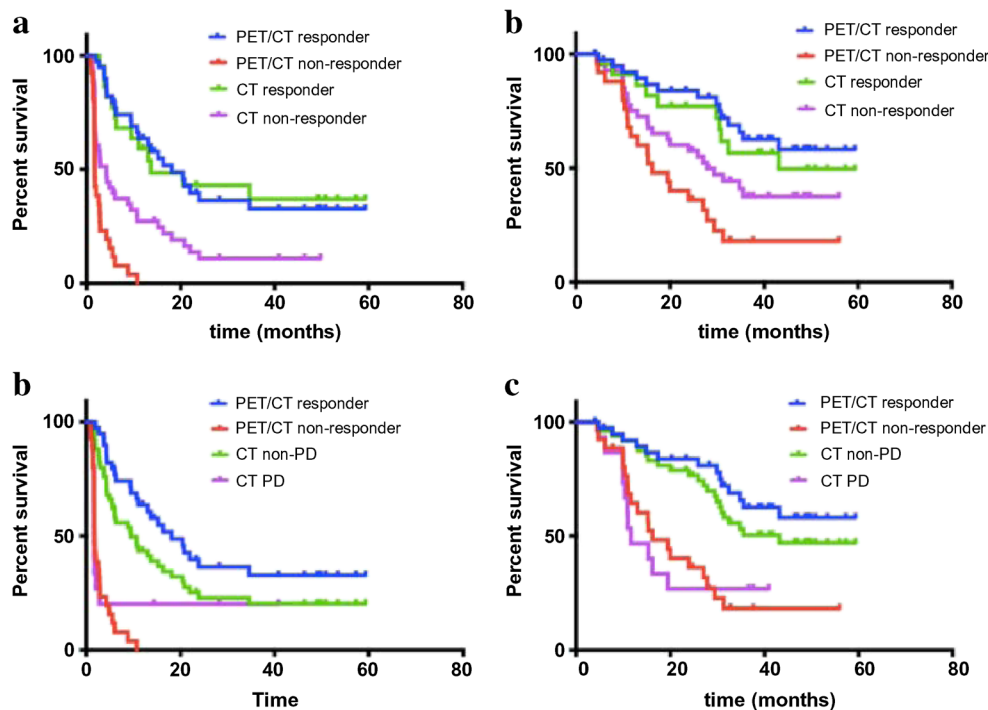 a
PET/CT responder
PET/CT non-responder
CT responder
CT non-responder
Percent survival
100
50
0
0 20 40 60 80
time (months)
b
PET/CT responder
PET/CT non-responder
CT responder
CT non-responder
Percent survival
100
50
0
0 20 40 60 80
time (months)
b
PET/CT responder
PET/CT non-responder
CT non-PD
CT PD
Percent survival
100
50
0
0 20 40 60 80
Time
c
PET/CT responder
PET/CT non-responder
CT non-PD
CT PD
Percent survival
100
50
0
0 20 40 60 80
time (months)